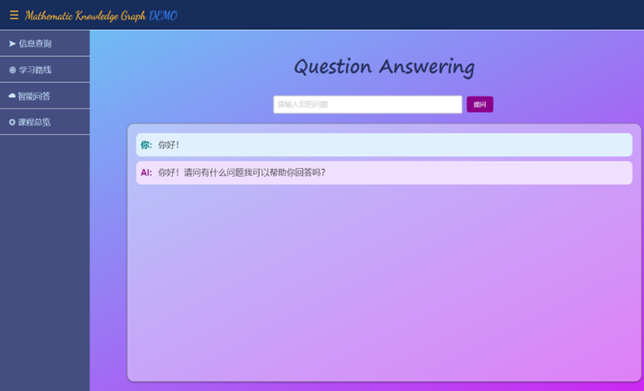 Mathematic Knowledge Graph DEMO
信息查询
学习路线
智能问答
课程总览
Question Answering
请输入您的问题
提问
你: 你好！
AI: 你好！请问有什么问题我可以帮助你回答吗？